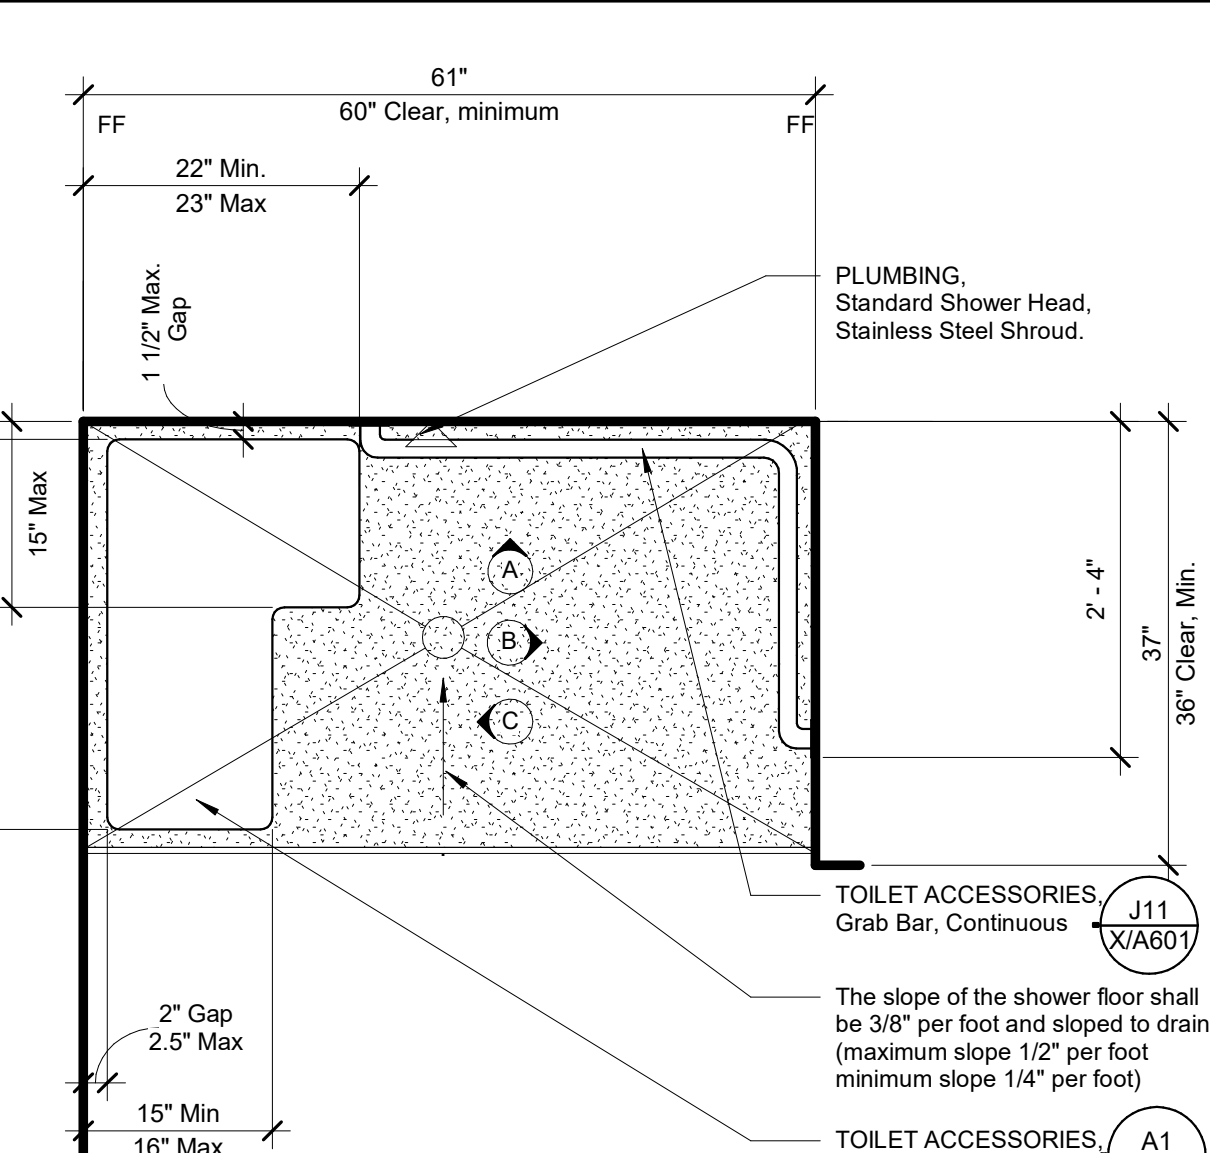 61"
60" Clear, minimum
FF
FF
22" Min.
23" Max
1 1/2" Max.
Gap
PLUMBING,
Standard Shower Head,
Stainless Steel Shroud.
15" Max
A
B
C
2' - 4"
37"
36" Clear, Min.
TOILET ACCESSORIES,
Grab Bar, Continuous
J11
X/A601
The slope of the shower floor shall
be 3/8" per foot and sloped to drain
(maximum slope 1/2" per foot
minimum slope 1/4" per foot)
2" Gap
2.5" Max
15" Min
16" Max
TOILET ACCESSORIES,
A1